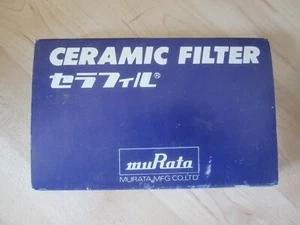 CERAMIC FILTER
セラフィル®
muRata
MURATA MFG.CO.,LTD.